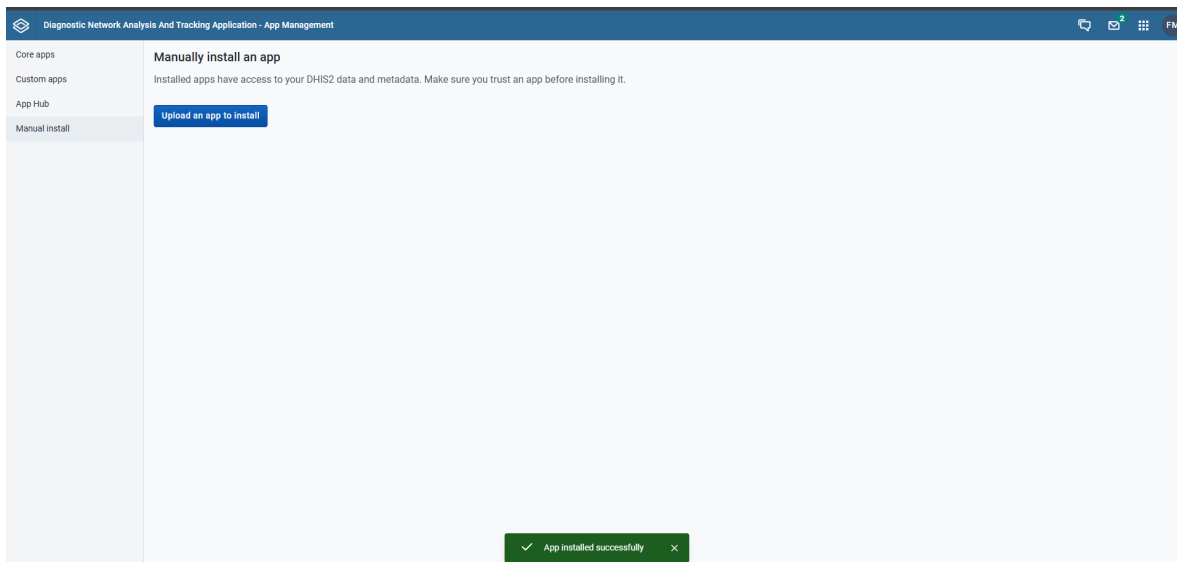 Diagnostic Network Analysis And Tracking Application - App Management
2
FM
Core apps
Custom apps
App Hub
Manual install
Manually install an app
Installed apps have access to your DHIS2 data and metadata. Make sure you trust an app before installing it.
Upload an app to install
App installed successfully